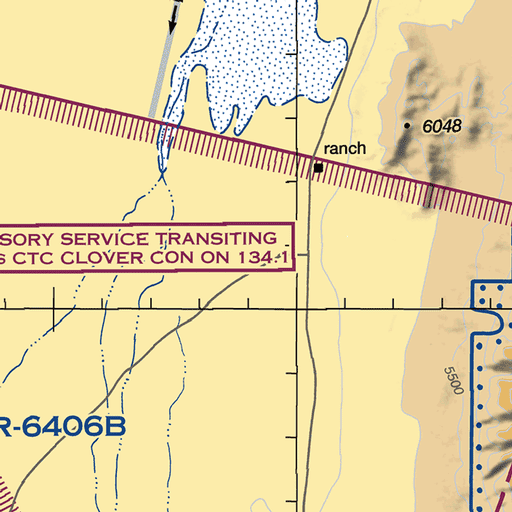 6048
ranch
SORY SERVICE TRANSITING
S CTC CLOVER CON ON 134.1
5500
R-6406B